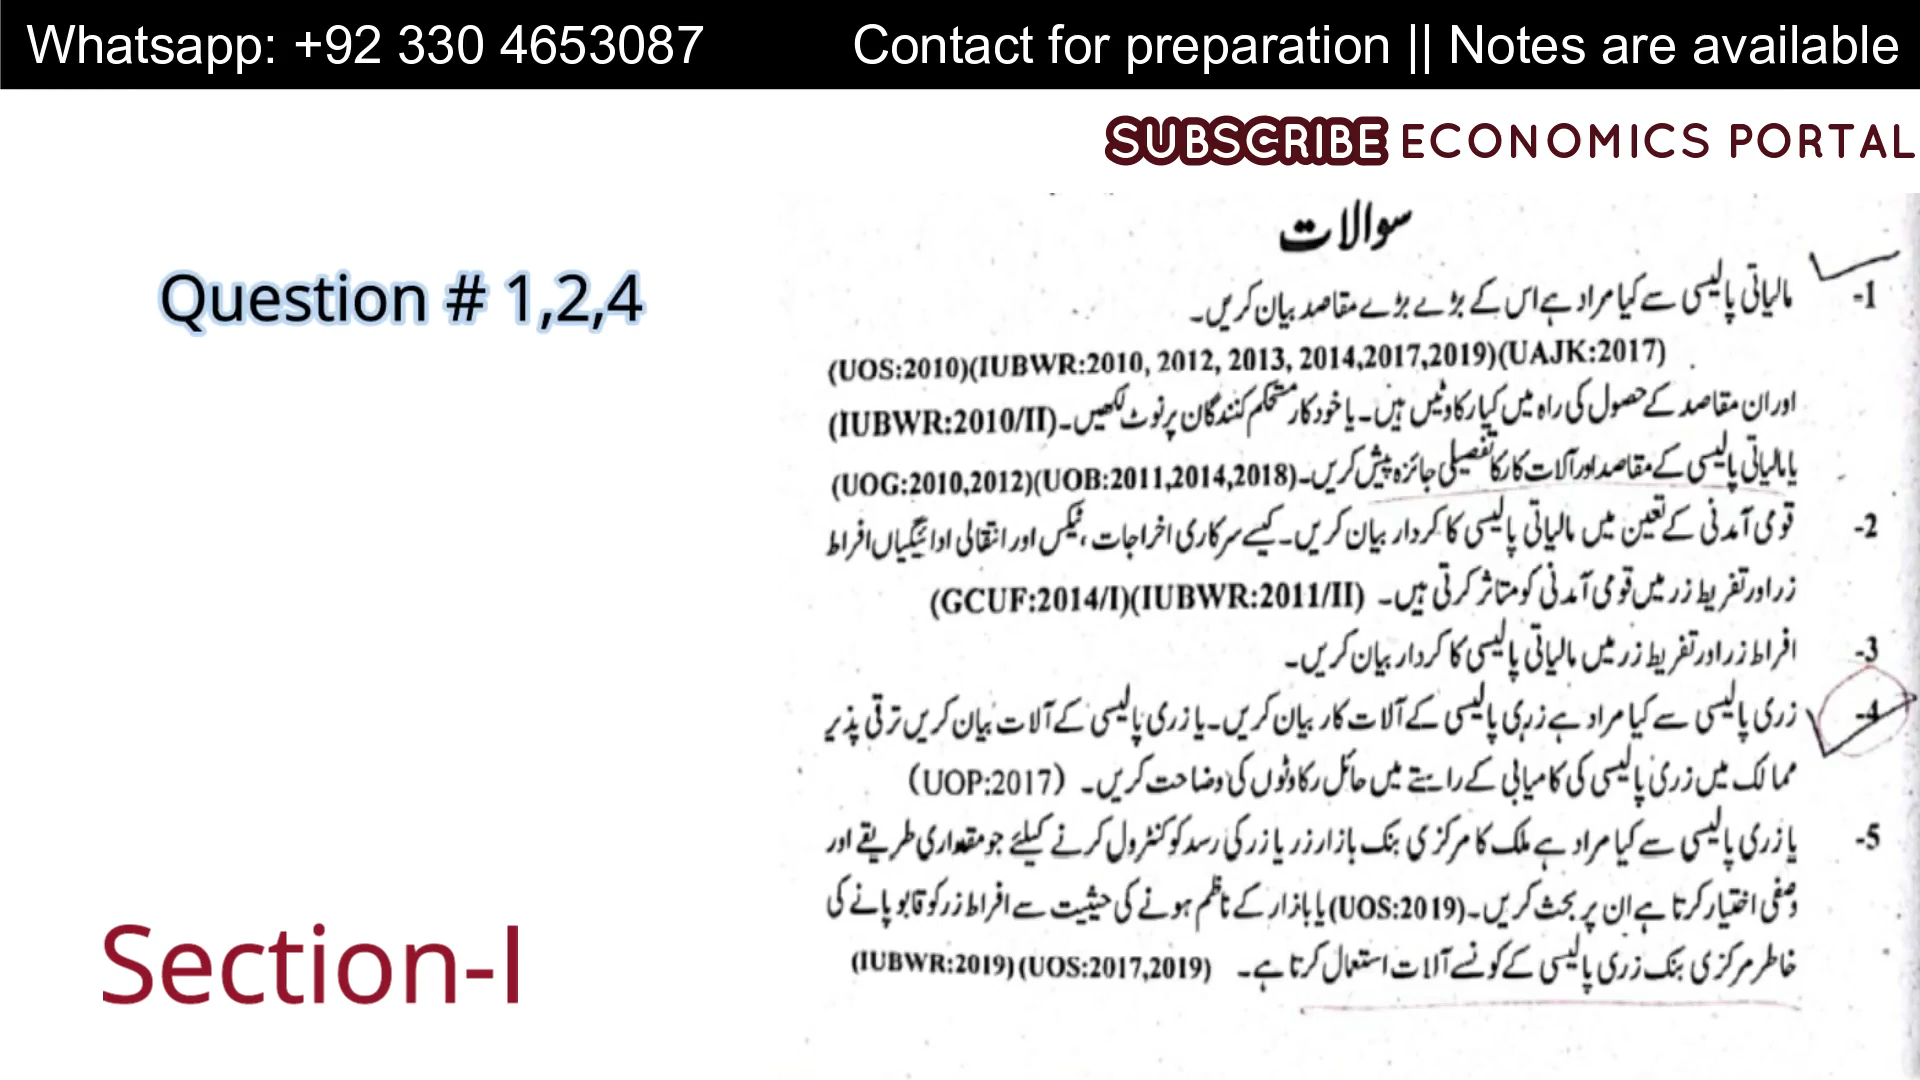 Whatsapp: +92 330 4653087 Contact for preparation || Notes are available
SUBSCRIBE ECONOMICS PORTAL
سوالات
Question # 1,2,4
1- مالیاتی پالیسی سے کیا مراد ہے اس کے بڑے بڑے مقاصد بیان کریں۔
(UOS:2010)(IUBWR:2010, 2012, 2013, 2014,2017,2019)(UAJK:2017)
اور ان مقاصد کے حصول کی راہ میں کیا رکاوٹیں ہیں۔ یا خود کار مستحکم کنندگان پر نوٹ لکھیں۔(IUBWR:2010/II)
یا مالیاتی پالیسی کے مقاصد اور آلات کار کا تفصیلی جائزہ پیش کریں۔(UOG:2010,2012)(UOB:2011,2014,2018)
2- قومی آمدنی کے تعین میں مالیاتی پالیسی کا کردار بیان کریں۔ کیسے سرکاری اخراجات، ٹیکس اور انتقالی ادائیگیاں افراط
زر اور تفریط زر میں قومی آمدنی کو متاثر کرتی ہیں۔ (GCUF:2014/I)(IUBWR:2011/II)
3- افراط زر اور تفریط زر میں مالیاتی پالیسی کا کردار بیان کریں۔
4- زری پالیسی سے کیا مراد ہے زری پالیسی کے آلات کار بیان کریں۔ یا زری پالیسی کے آلات بیان کریں ترقی پذیر
ممالک میں زری پالیسی کی کامیابی کے راستے میں حائل رکاوٹوں کی وضاحت کریں۔ (UOP:2017)
5- یا زری پالیسی سے کیا مراد ہے ملک کا مرکزی بنک بازار زر یا زر کی رسد کو کنٹرول کرنے کیلئے جو مقداری طریقے اور
وصفی اختیار کرتا ہے ان پر بحث کریں۔(UOS:2019) یا بازار کے ناظم ہونے کی حیثیت سے افراط زر کو قابو پانے کی
خاطر مرکزی بنک زری پالیسی کے کونسے آلات استعمال کرتا ہے۔ (IUBWR:2019)(UOS:2017,2019)
Section-I